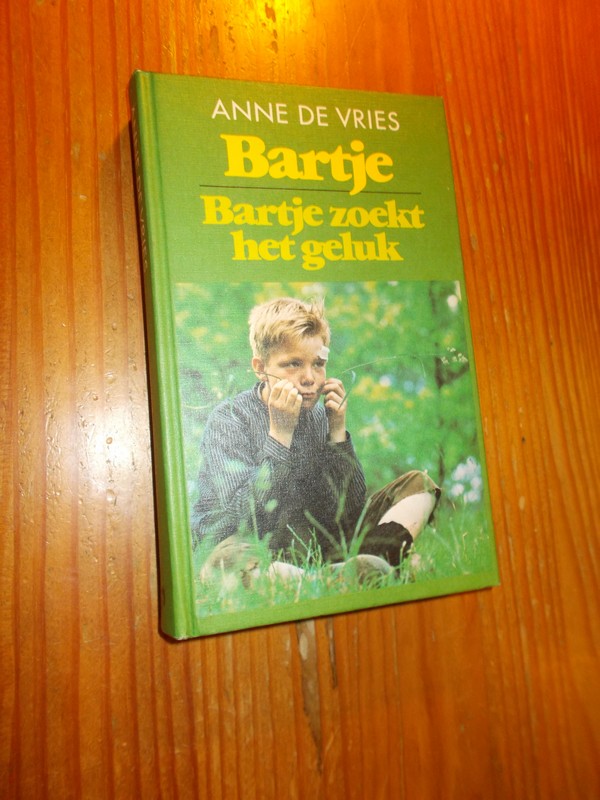 ANNE DE VRIES
Bartje
Bartje zoekt
het geluk